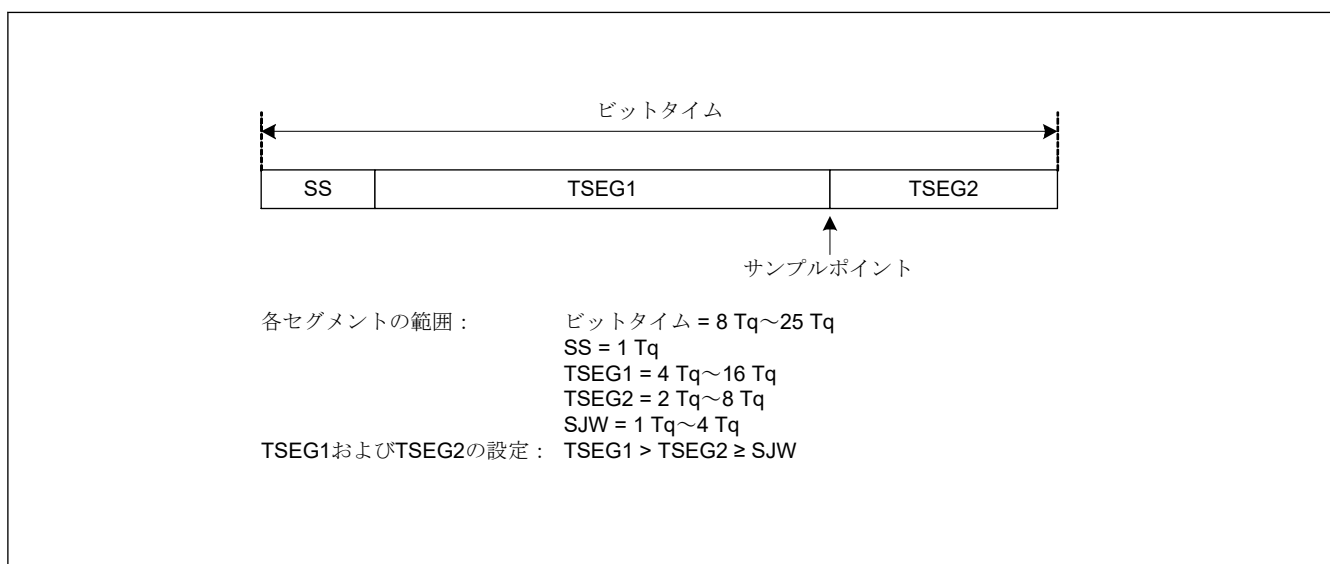 ビットタイム
SS TSEG1 TSEG2
サンプルポイント
各セグメントの範囲： ビットタイム = 8 Tq～25 Tq
SS = 1 Tq
TSEG1 = 4 Tq～16 Tq
TSEG2 = 2 Tq～8 Tq
SJW = 1 Tq～4 Tq
TSEG1およびTSEG2の設定： TSEG1 > TSEG2 ≥ SJW